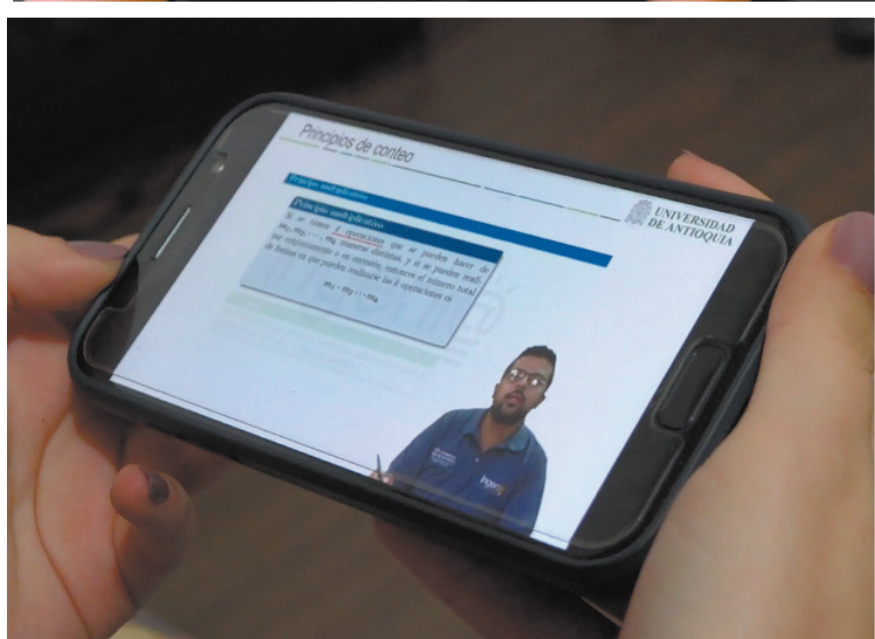 Principios de conteo
UNIVERSIDAD
DE ANTIOQUIA
Principio multiplicativo
Principio multiplicativo
Si se tienen k operaciones que se pueden hacer de
m₁, m₂, ⋯, mₖ maneras distintas, y si se pueden reali-
zar conjuntamente o en sucesión, entonces el número total
de formas en que pueden realizarse las k operaciones es
m₁ · m₂ ⋯ mₖ